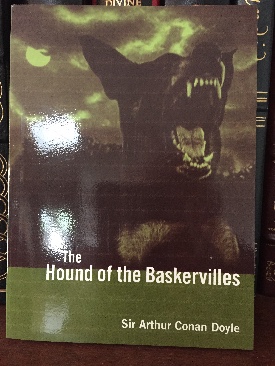 DIVINE
The
Hound of the Baskervilles
Sir Arthur Conan Doyle